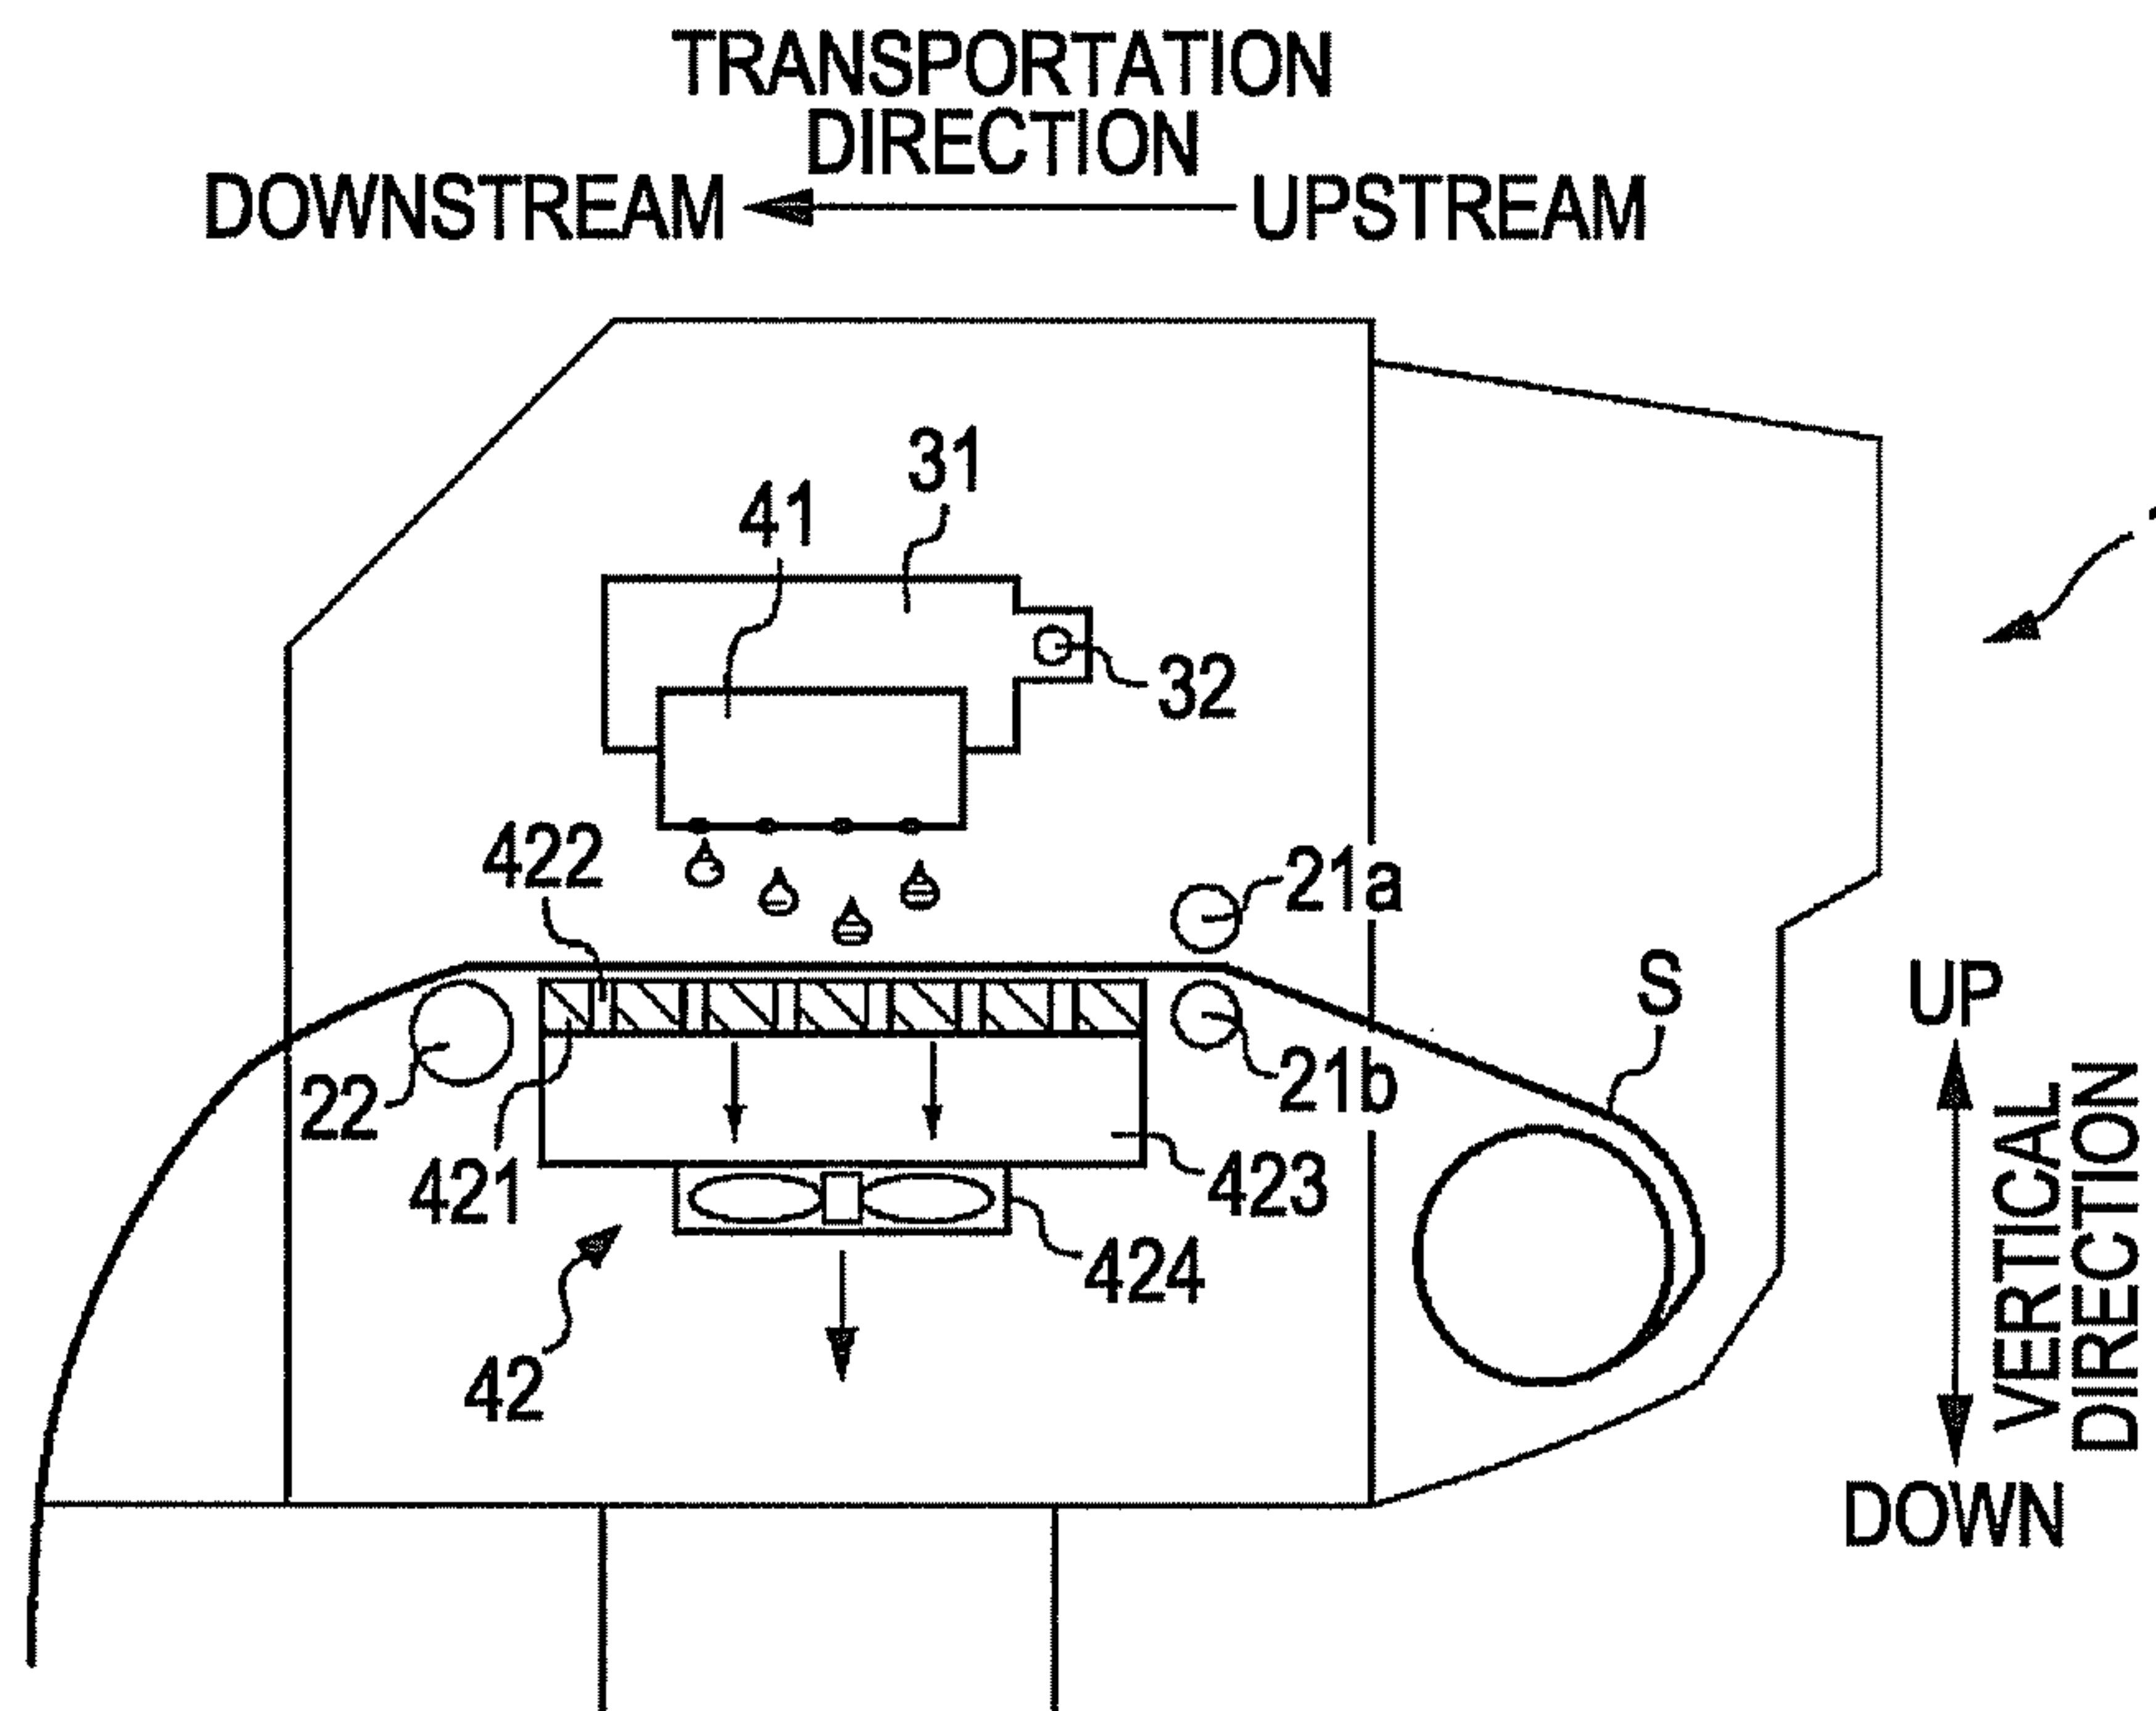 TRANSPORTATION
DIRECTION
DOWNSTREAM
UPSTREAM
31
41
32
422
21a
S
UP
22
21b
421
423
424
42
VERTICAL
DIRECTION
DOWN